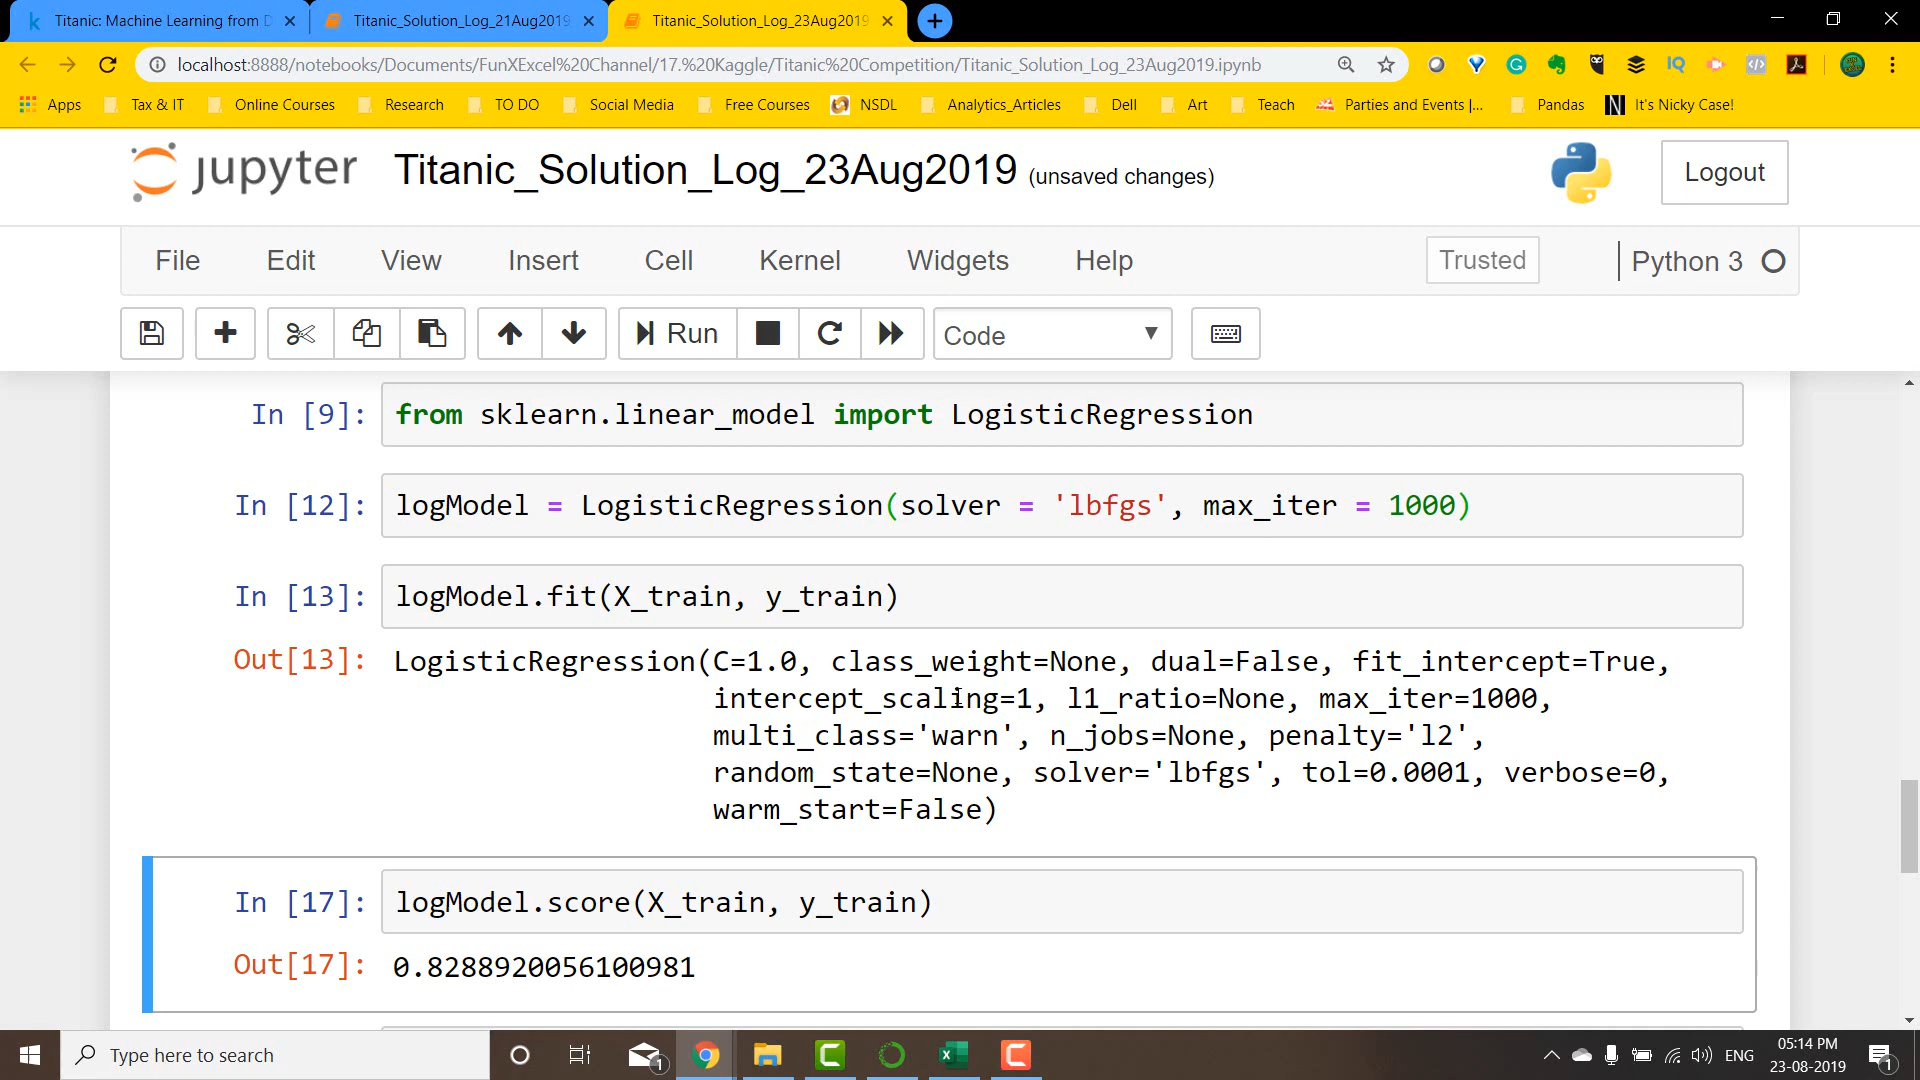 Titanic: Machine Learning from D
Titanic_Solution_Log_21Aug2019
Titanic_Solution_Log_23Aug2019
localhost:8888/notebooks/Documents/FunXExcel%20Channel/17.%20Kaggle/Titanic%20Competition/Titanic_Solution_Log_23Aug2019.ipynb
Apps Tax & IT Online Courses Research TO DO Social Media Free Courses NSDL Analytics_Articles Dell Art Teach Parties and Events |... Pandas It's Nicky Case!
jupyter Titanic_Solution_Log_23Aug2019 (unsaved changes) Logout
File Edit View Insert Cell Kernel Widgets Help Trusted Python 3
Run Code
In [9]: from sklearn.linear_model import LogisticRegression
In [12]: logModel = LogisticRegression(solver = 'lbfgs', max_iter = 1000)
In [13]: logModel.fit(X_train, y_train)
Out[13]: LogisticRegression(C=1.0, class_weight=None, dual=False, fit_intercept=True,
intercept_scaling=1, l1_ratio=None, max_iter=1000,
multi_class='warn', n_jobs=None, penalty='l2',
random_state=None, solver='lbfgs', tol=0.0001, verbose=0,
warm_start=False)
In [17]: logModel.score(X_train, y_train)
Out[17]: 0.8288920056100981
Type here to search
1
ENG
05:14 PM
23-08-2019
1